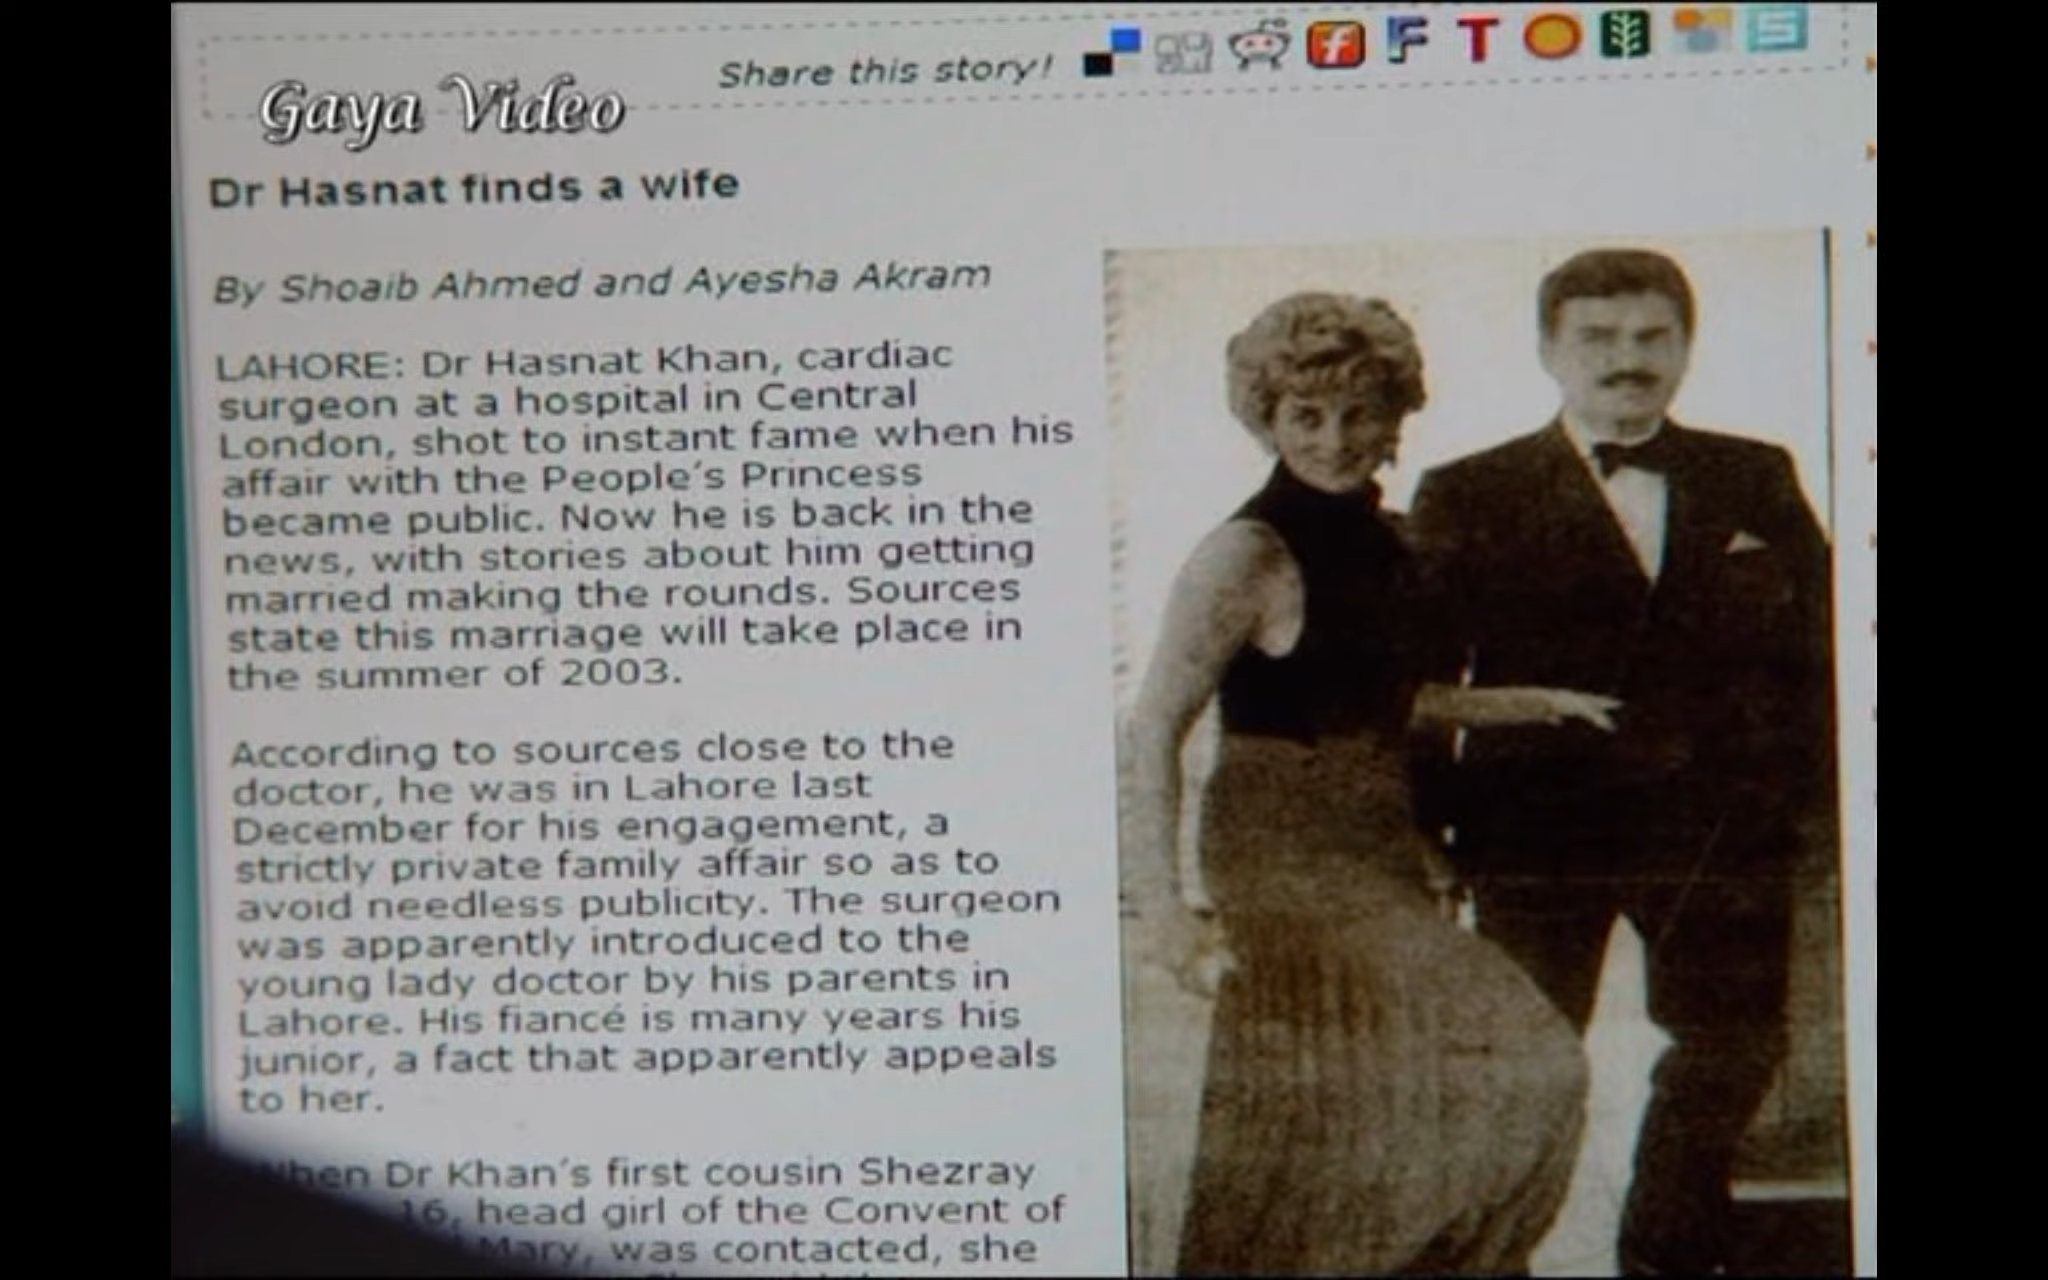 Share this story!
Gaya Video
Dr Hasnat finds a wife
By Shoaib Ahmed and Ayesha Akram
LAHORE: Dr Hasnat Khan, cardiac
surgeon at a hospital in Central
London, shot to instant fame when his
affair with the People's Princess
became public. Now he is back in the
news, with stories about him getting
married making the rounds. Sources
state this marriage will take place in
the summer of 2003.
According to sources close to the
doctor, he was in Lahore last
December for his engagement, a
strictly private family affair so as to
avoid needless publicity. The surgeon
was apparently introduced to the
young lady doctor by his parents in
Lahore. His fiancé is many years his
junior, a fact that apparently appeals
to her.
When Dr Khan's first cousin Shezray
16, head girl of the Convent of
Mary, was contacted, she